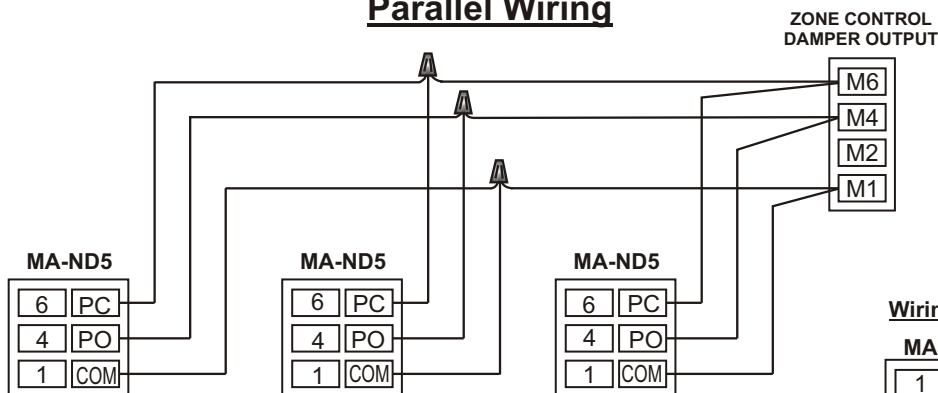 Parallel Wiring
ZONE CONTROL
DAMPER OUTPUT
M6
M4
M2
M1
MA-ND5
6 PC
4 PO
1 COM
MA-ND5
6 PC
4 PO
1 COM
MA-ND5
6 PC
4 PO
1 COM
1